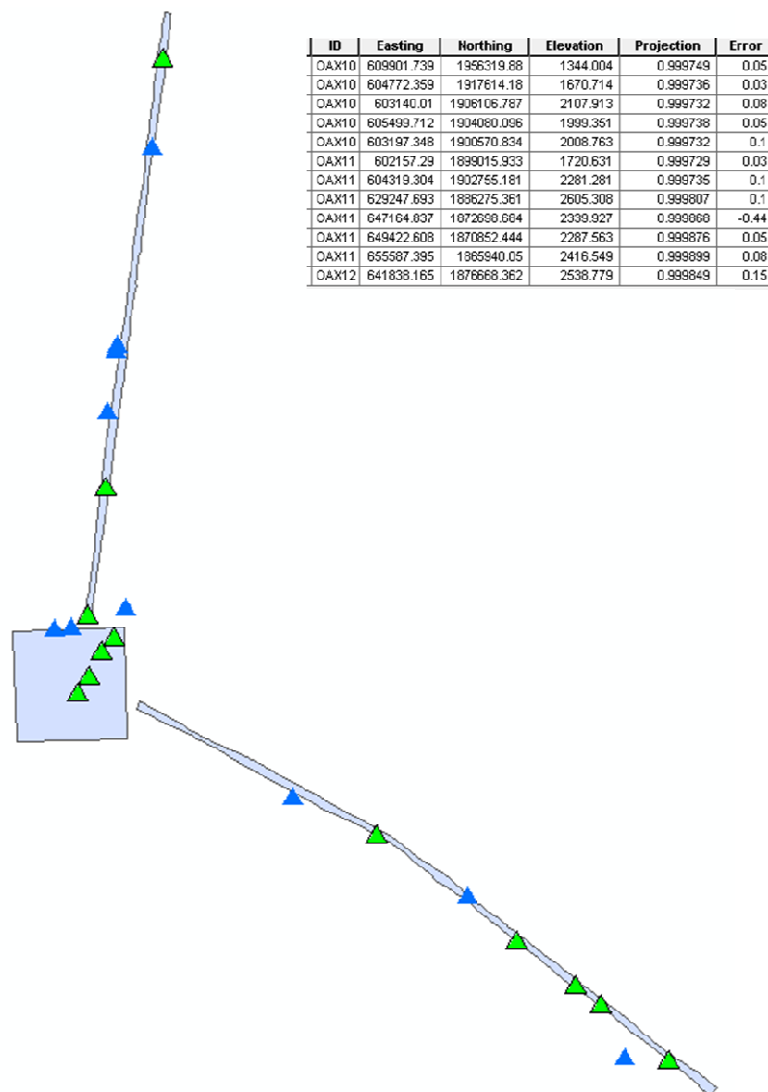 ID Easting Northing Elevation Projection Error
OAX10 609901.739 1956319.88 1344.004 0.999749 0.05
OAX10 604772.359 1917614.18 1670.714 0.999736 0.03
OAX10 603140.01 1906106.787 2107.913 0.999732 0.08
OAX10 605499.712 1904080.096 1999.351 0.999738 0.05
OAX10 603197.348 1900570.834 2008.763 0.999732 0.1
OAX11 602157.29 1899015.933 1720.631 0.999729 0.03
OAX11 604319.304 1902755.181 2281.281 0.999735 0.1
OAX11 629247.693 1886275.361 2605.308 0.999807 0.1
OAX11 647164.837 1872698.664 2339.927 0.999868 -0.44
OAX11 649422.608 1870852.444 2287.563 0.999876 0.05
OAX11 655587.395 1865940.05 2416.549 0.999899 0.08
OAX12 641838.165 1876668.362 2538.779 0.999849 0.15